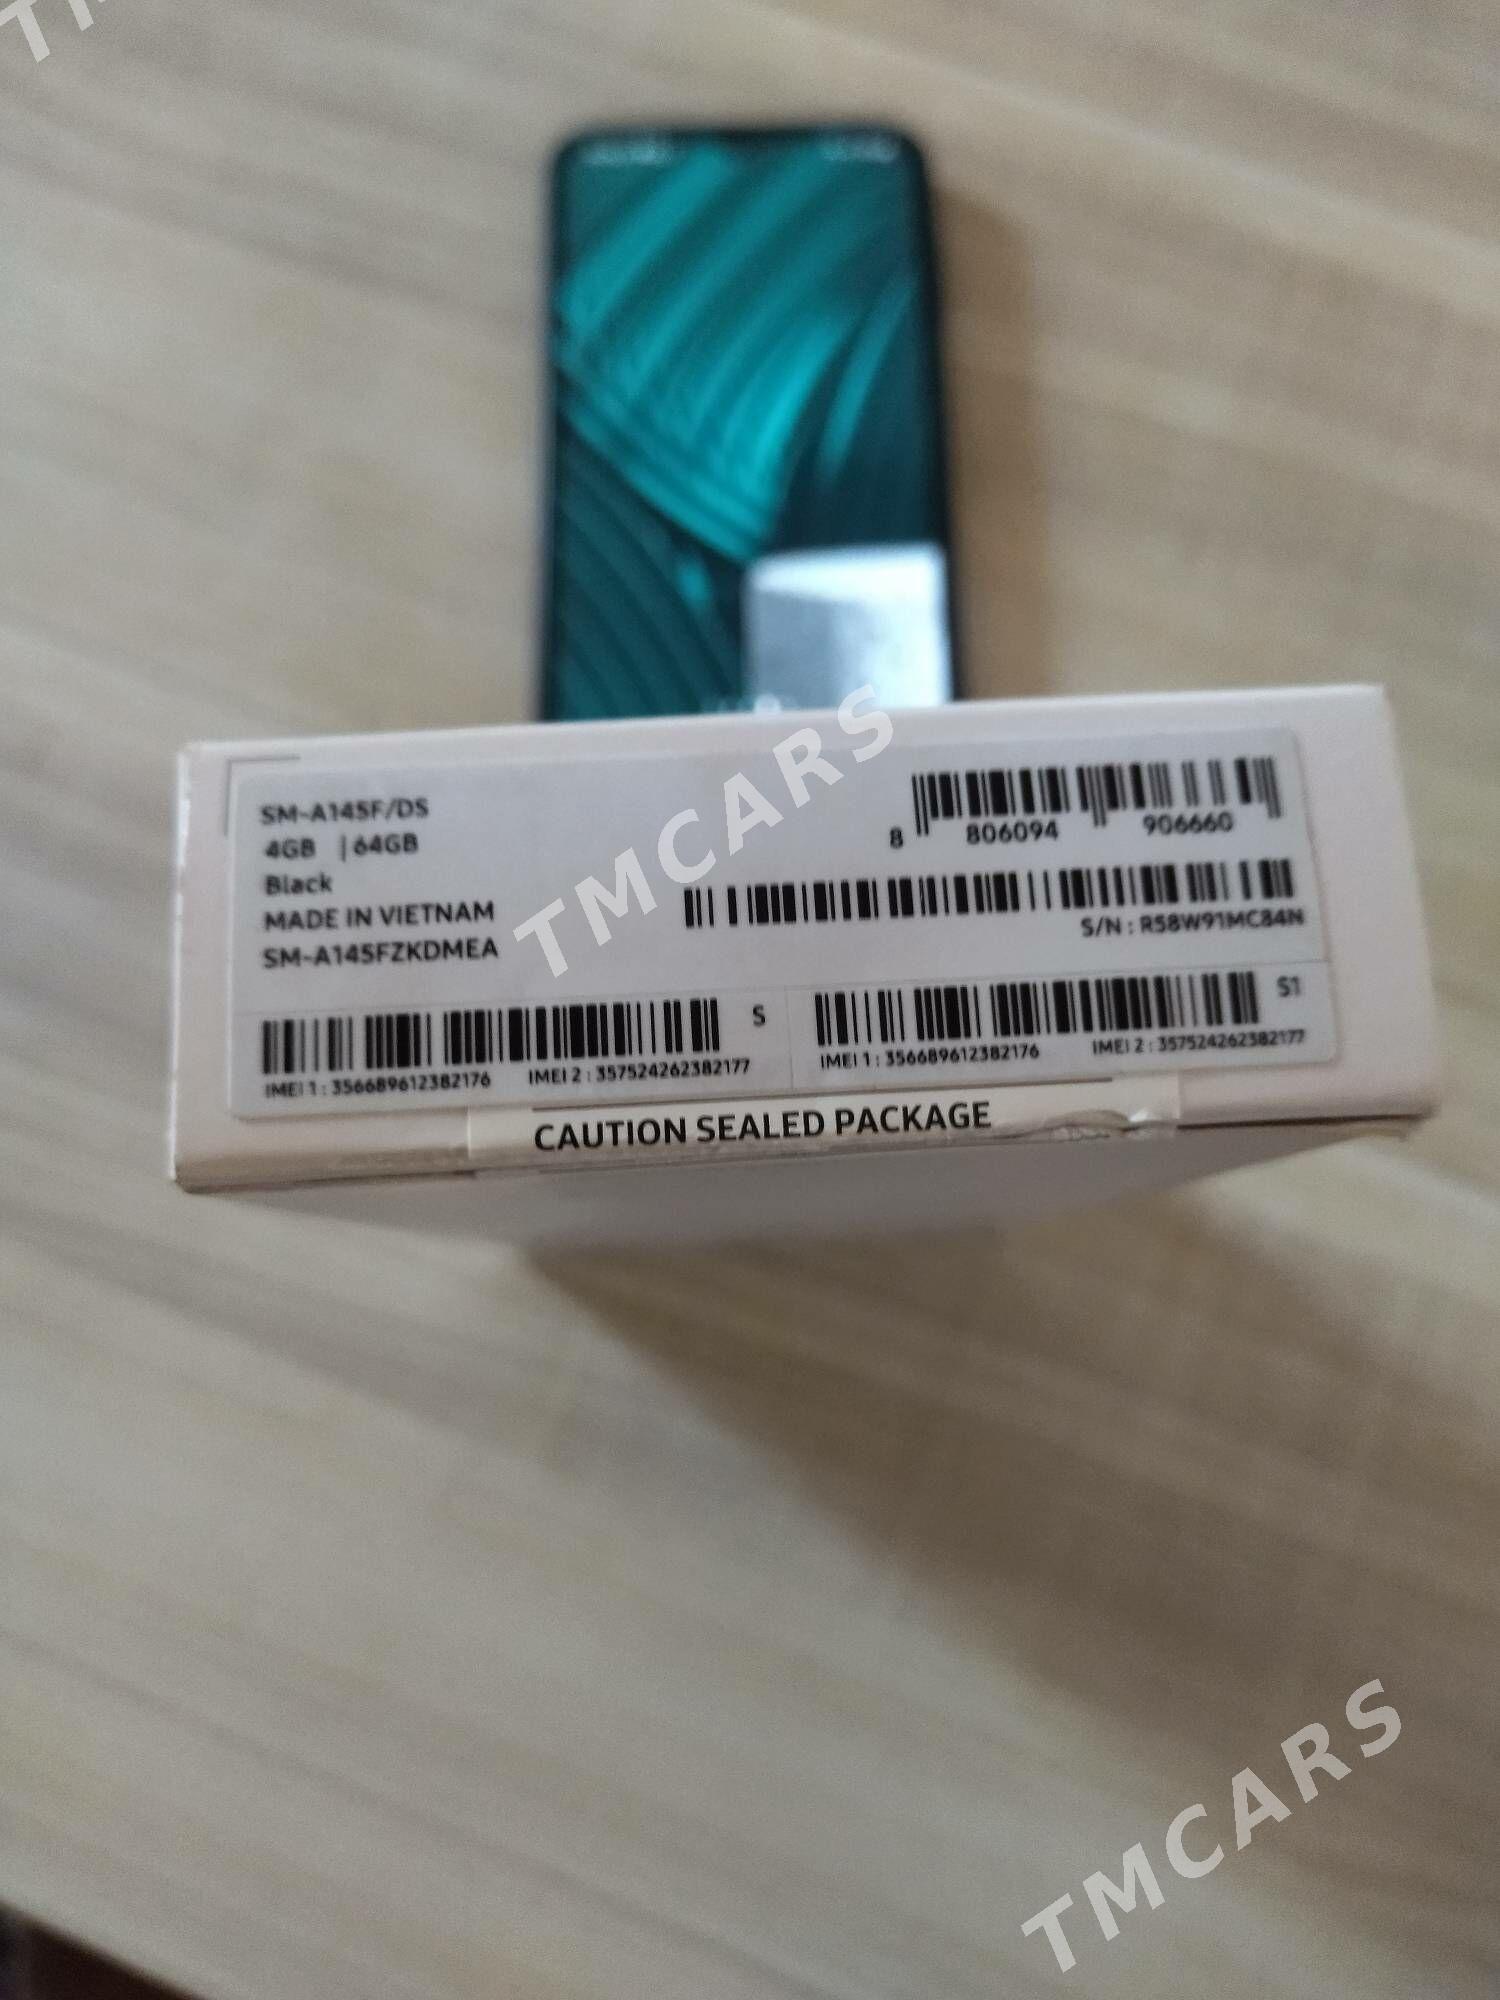 SM-A145F/DS
4GB | 64GB
Black
MADE IN VIETNAM
SM-A145FZKDMEA
8 806094 906660
S/N : R58W91MC84N
S
IMEI 1 : 356689612382176 IMEI 2 : 357524262382177
S1
IMEI 1 : 356689612382176 IMEI 2 : 357524262382177
CAUTION SEALED PACKAGE
TMCARS
TMCARS